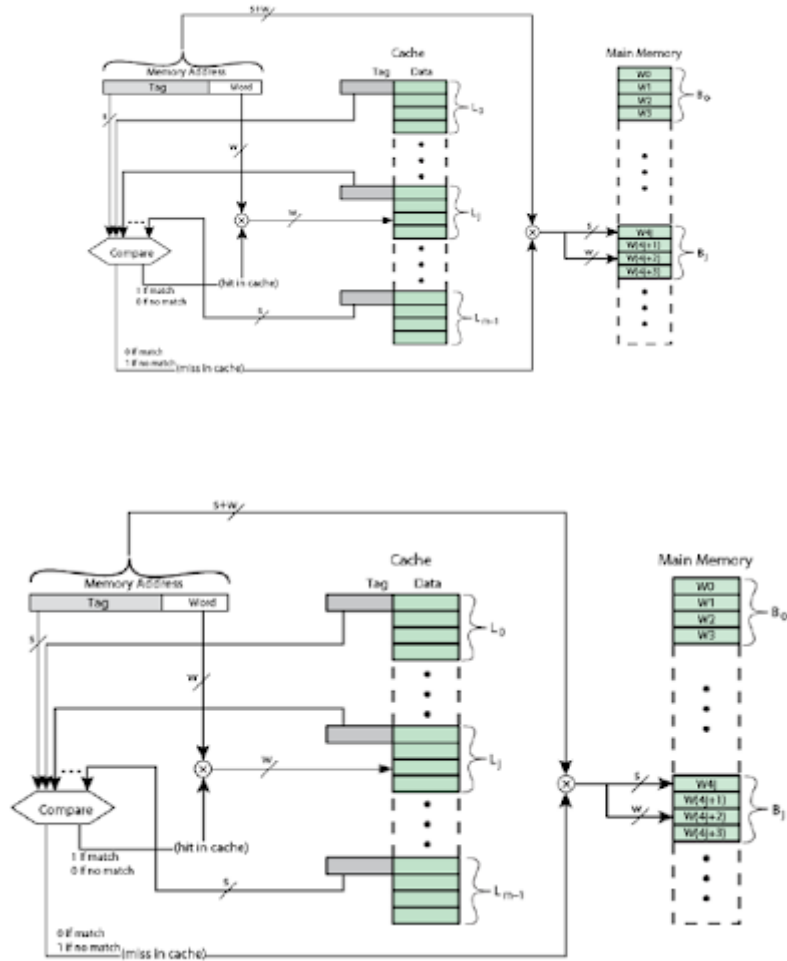 s+w
Cache
Main Memory
Memory Address
Tag Data
Tag Word
W0
W1
W2
W3
B0
L0
s
w
Lj
w
s
W4j
W(4j+1)
W(4j+2)
W(4j+3)
Bj
w
Compare
(hit in cache)
1 if match
0 if no match
s
Lm-1
0 if match
1 if no match
(miss in cache)
s+w
Cache
Main Memory
Memory Address
Tag Data
Tag Word
W0
W1
W2
W3
B0
L0
s
w
Lj
w
s
W4j
W(4j+1)
W(4j+2)
W(4j+3)
Bj
w
Compare
(hit in cache)
1 if match
0 if no match
s
Lm-1
0 if match
1 if no match
(miss in cache)